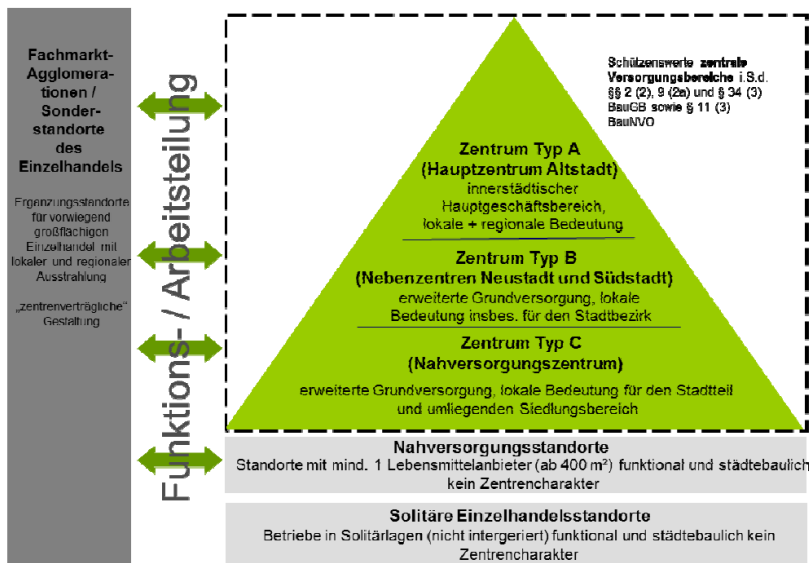 Fachmarkt-
Agglomera-
tionen /
Sonder-
standorte
des
Einzelhandels
Ergänzungsstandorte
für vorwiegend
großflächigen
Einzelhandel mit
lokaler und regionaler
Ausstrahlung
„zentrenverträgliche“
Gestaltung
Funktions- / Arbeitsteilung
Schützenswerte zentrale
Versorgungsbereiche i.S.d.
§§ 2 (2), 9 (2a) und § 34 (3)
BauGB sowie § 11 (3)
BauNVO
Zentrum Typ A
(Hauptzentrum Altstadt)
innerstädtischer
Hauptgeschäftsbereich,
lokale + regionale Bedeutung
Zentrum Typ B
(Nebenzentren Neustadt und Südstadt)
erweiterte Grundversorgung, lokale
Bedeutung insbes. für den Stadtbezirk
Zentrum Typ C
(Nahversorgungszentrum)
erweiterte Grundversorgung, lokale Bedeutung für den Stadtteil
und umliegenden Siedlungsbereich
Nahversorgungsstandorte
Standorte mit mind. 1 Lebensmittelanbieter (ab 400 m²) funktional und städtebaulich
kein Zentrencharakter
Solitäre Einzelhandelsstandorte
Betriebe in Solitärlagen (nicht intergeriert) funktional und städtebaulich kein
Zentrencharakter